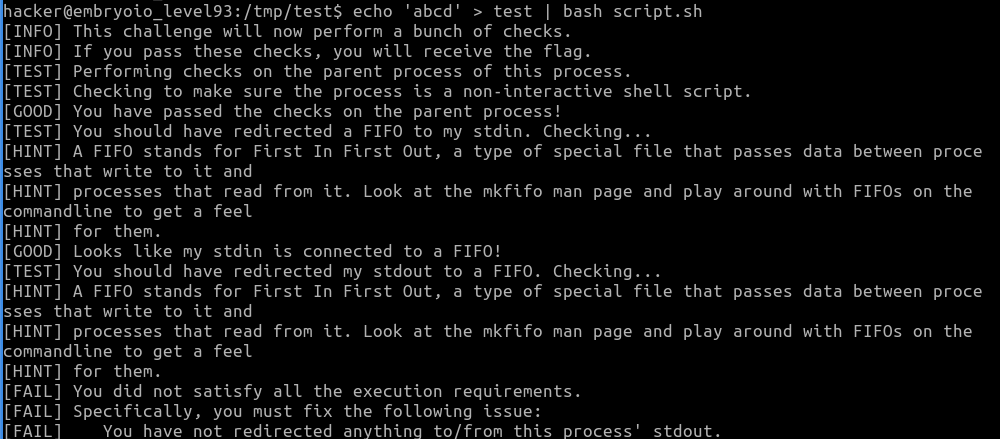 hacker@embryoio_level93:/tmp/test$ echo 'abcd' > test | bash script.sh
[INFO] This challenge will now perform a bunch of checks.
[INFO] If you pass these checks, you will receive the flag.
[TEST] Performing checks on the parent process of this process.
[TEST] Checking to make sure the process is a non-interactive shell script.
[GOOD] You have passed the checks on the parent process!
[TEST] You should have redirected a FIFO to my stdin. Checking...
[HINT] A FIFO stands for First In First Out, a type of special file that passes data between proce
sses that write to it and
[HINT] processes that read from it. Look at the mkfifo man page and play around with FIFOs on the
commandline to get a feel
[HINT] for them.
[GOOD] Looks like my stdin is connected to a FIFO!
[TEST] You should have redirected my stdout to a FIFO. Checking...
[HINT] A FIFO stands for First In First Out, a type of special file that passes data between proce
sses that write to it and
[HINT] processes that read from it. Look at the mkfifo man page and play around with FIFOs on the
commandline to get a feel
[HINT] for them.
[FAIL] You did not satisfy all the execution requirements.
[FAIL] Specifically, you must fix the following issue:
[FAIL]    You have not redirected anything to/from this process' stdout.